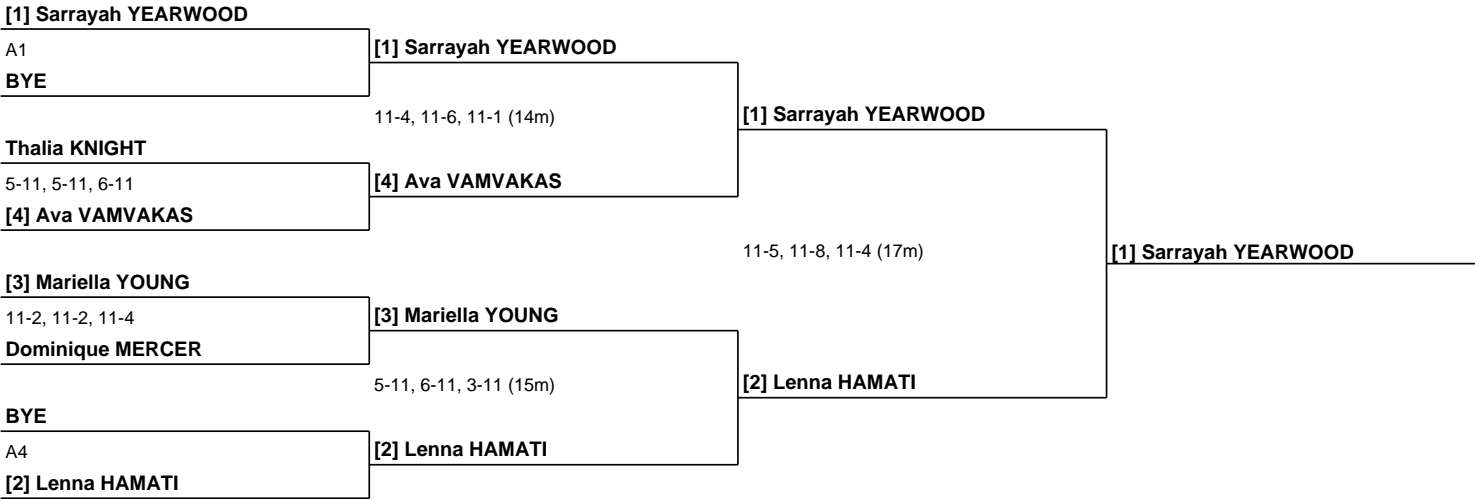 [1] Sarrayah YEARWOOD
A1
BYE
Thalia KNIGHT
5-11, 5-11, 6-11
[4] Ava VAMVAKAS
[3] Mariella YOUNG
11-2, 11-2, 11-4
Dominique MERCER
BYE
A4
[2] Lenna HAMATI
[1] Sarrayah YEARWOOD
11-4, 11-6, 11-1 (14m)
[4] Ava VAMVAKAS
[3] Mariella YOUNG
5-11, 6-11, 3-11 (15m)
[2] Lenna HAMATI
[1] Sarrayah YEARWOOD
11-5, 11-8, 11-4 (17m)
[2] Lenna HAMATI
[1] Sarrayah YEARWOOD